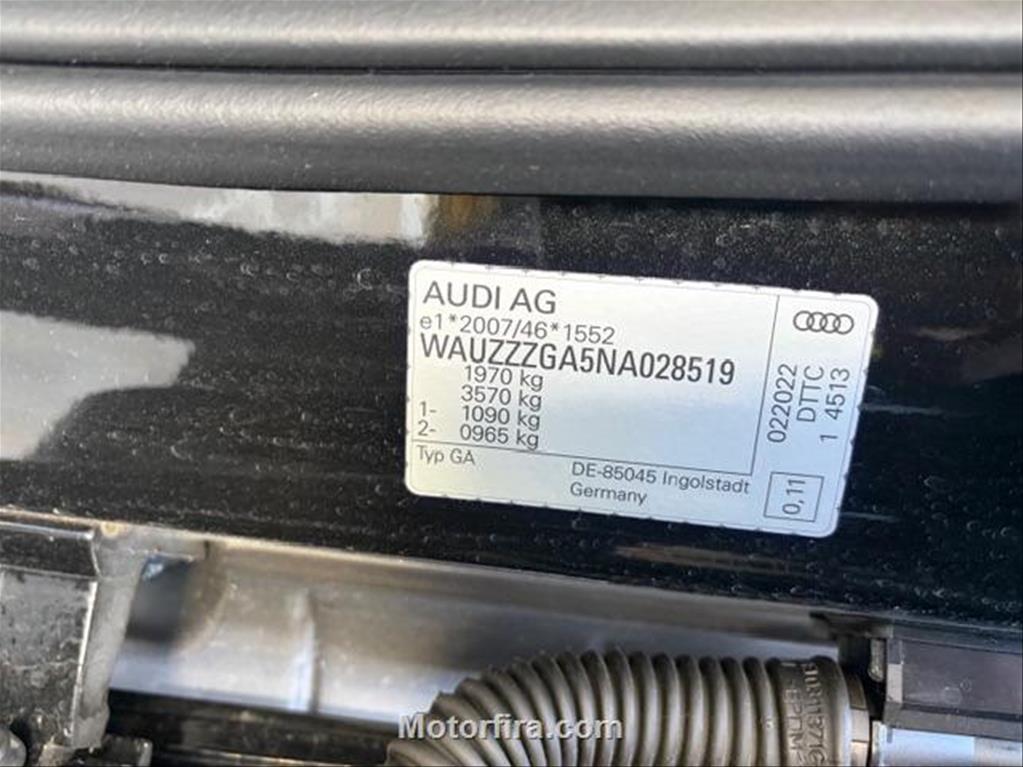 AUDI AG
e1*2007/46*1552
WAUZZZGA5NA028519
1970 kg
3570 kg
1- 1090 kg
2- 0965 kg
Typ GA
DE-85045 Ingolstadt
Germany
022022
DTTC
1 4513
0,11
Motorfira.com